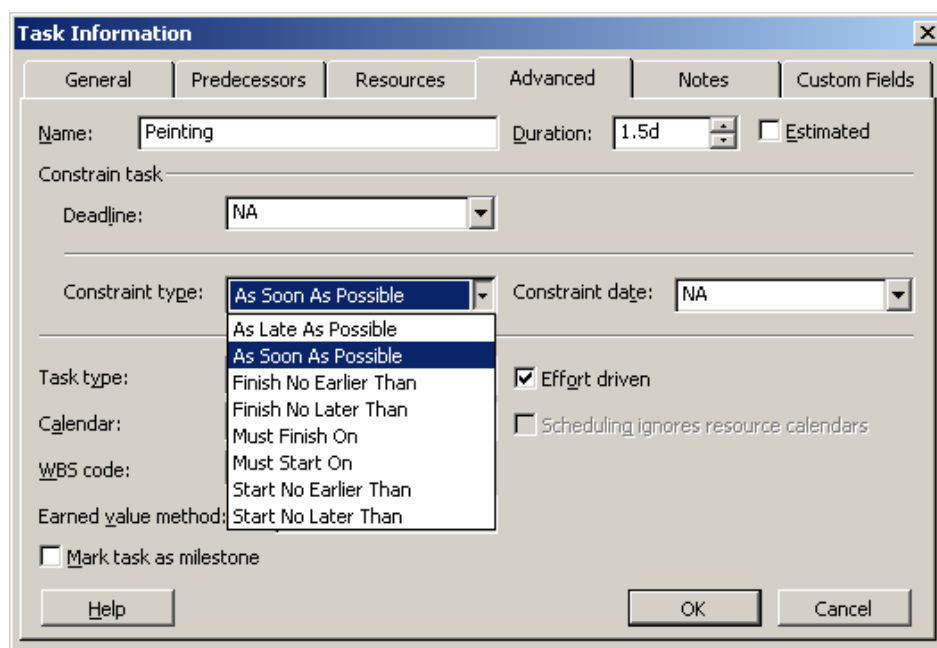 Task Information
General Predecessors Resources Advanced Notes Custom Fields
Name: Peinting Duration: 1.5d Estimated
Constrain task
Deadline: NA
Constraint type: As Soon As Possible Constraint date: NA
As Late As Possible
As Soon As Possible
Task type: Finish No Earlier Than Effort driven
Finish No Later Than
Calendar: Must Finish On Scheduling ignores resource calendars
Must Start On
WBS code: Start No Earlier Than
Earned value method: Start No Later Than
Mark task as milestone
Help OK Cancel